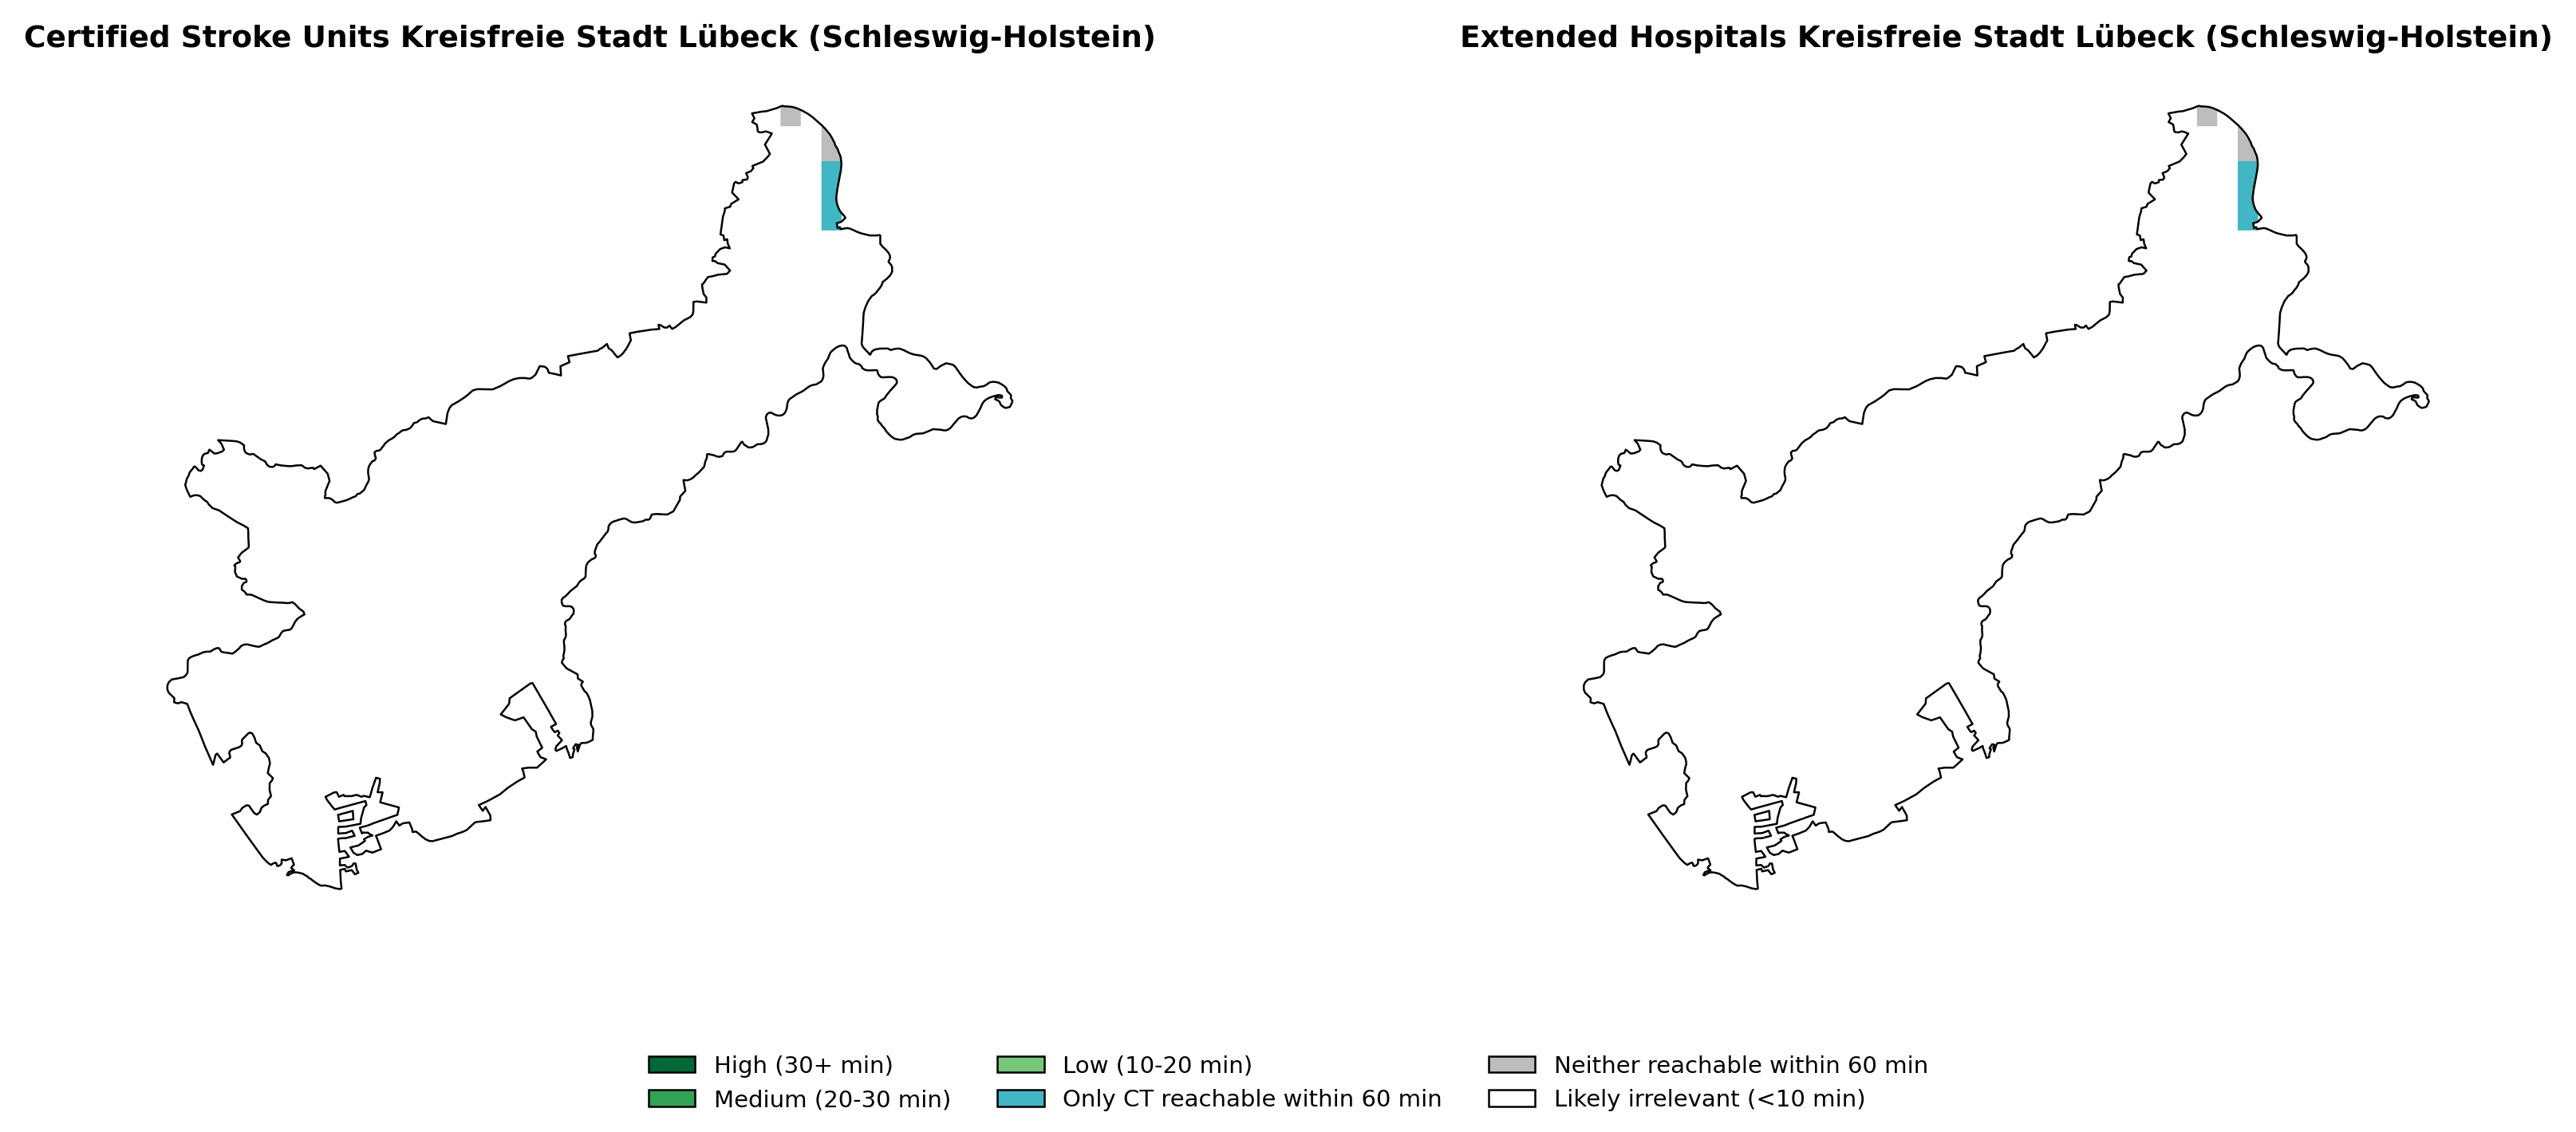 Certified Stroke Units Kreisfreie Stadt Lübeck (Schleswig-Holstein)
Extended Hospitals Kreisfreie Stadt Lübeck (Schleswig-Holstein)
High (30+ min)
Medium (20-30 min)
Low (10-20 min)
Only CT reachable within 60 min
Neither reachable within 60 min
Likely irrelevant (<10 min)